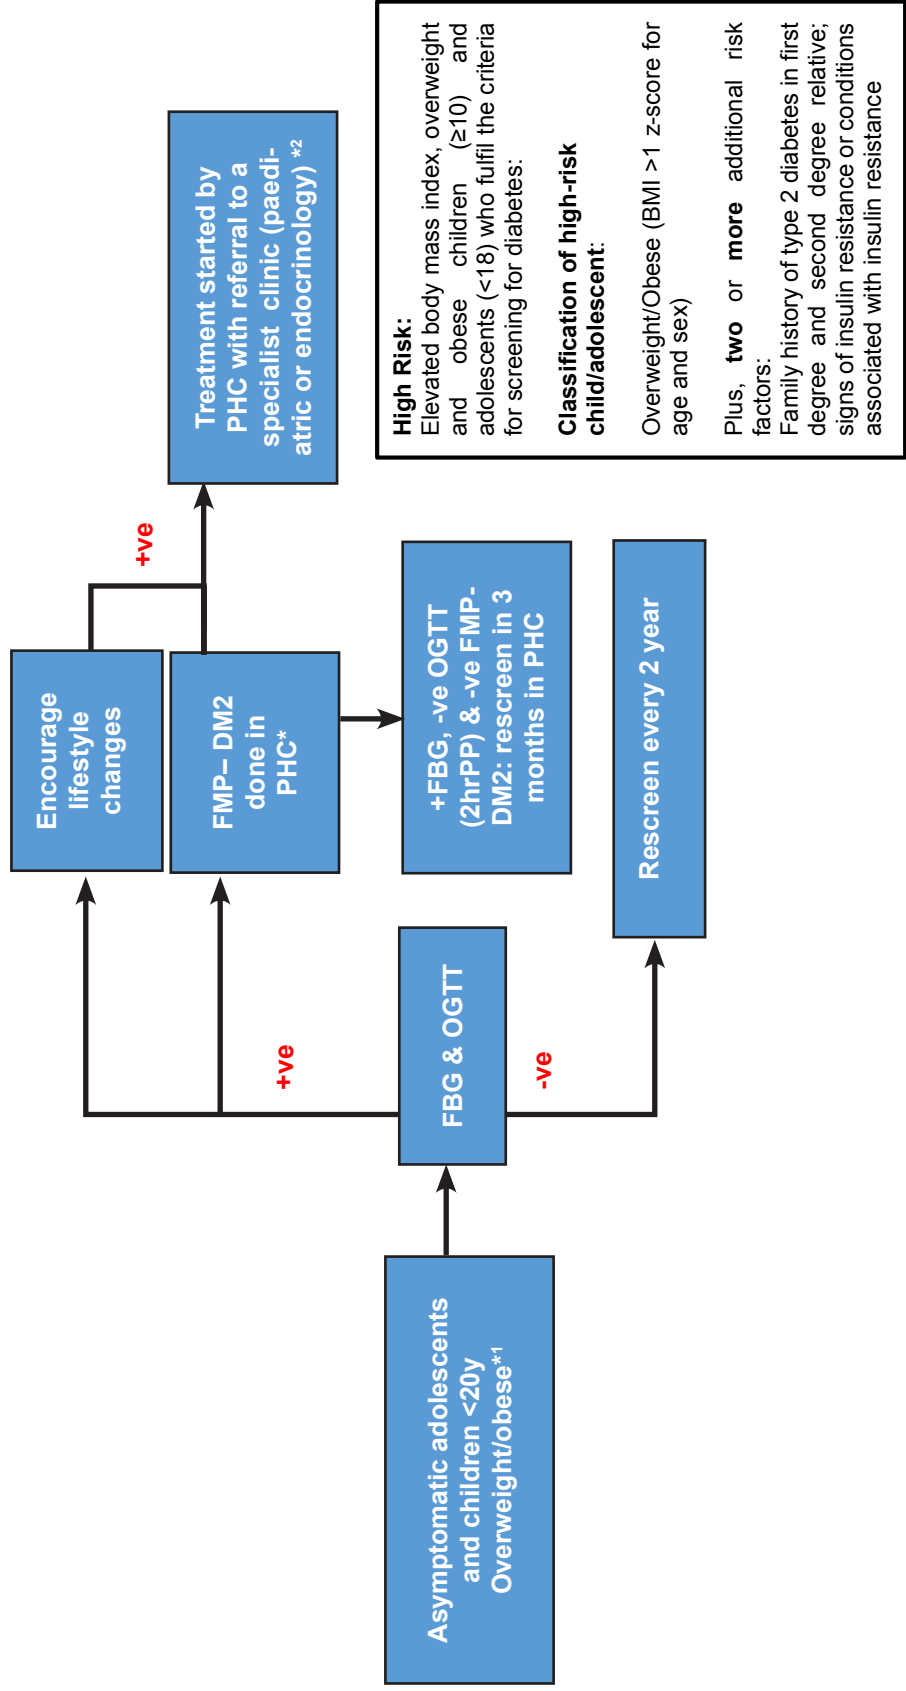 Asymptomatic adolescents
and children <20y
Overweight/obese*1
FBG & OGTT
+ve
-ve
Encourage
lifestyle
changes
FMP– DM2
done in
PHC*
+ve
Treatment started by
PHC with referral to a
specialist clinic (paedi-
atric or endocrinology) *2
+FBG, -ve OGTT
(2hrPP) & -ve FMP-
DM2: rescreen in 3
months in PHC
Rescreen every 2 year
High Risk:
Elevated body mass index, overweight
and obese children (≥10) and
adolescents (<18) who fulfil the criteria
for screening for diabetes:
Classification of high-risk
child/adolescent:
Overweight/Obese (BMI >1 z-score for
age and sex)
Plus, two or more additional risk
factors:
Family history of type 2 diabetes in first
degree and second degree relative;
signs of insulin resistance or conditions
associated with insulin resistance